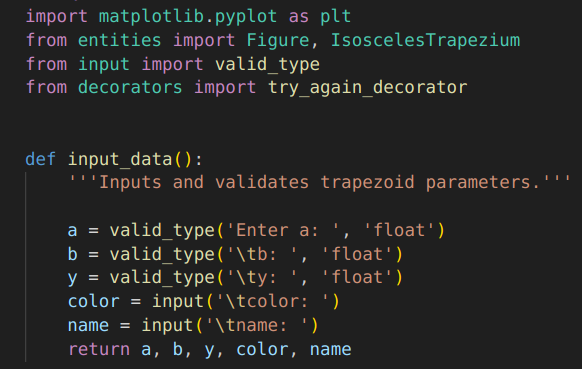 import matplotlib.pyplot as plt
from entities import Figure, IsoscelesTrapezium
from input import valid_type
from decorators import try_again_decorator
def input_data():
    '''Inputs and validates trapezoid parameters.'''
    a = valid_type('Enter a: ', 'float')
    b = valid_type('\tb: ', 'float')
    y = valid_type('\ty: ', 'float')
    color = input('\tcolor: ')
    name = input('\tname: ')
    return a, b, y, color, name